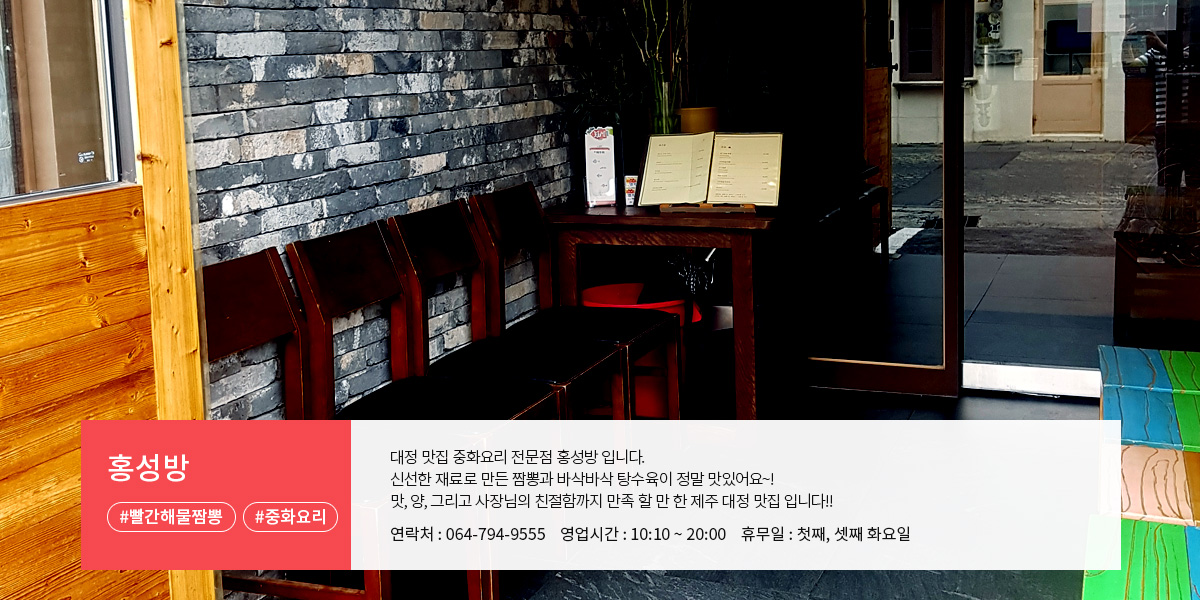 홍성방
#빨간해물짬뽕 #중화요리
대정 맛집 중화요리 전문점 홍성방 입니다.
신선한 재료로 만든 짬뽕과 바삭바삭 탕수육이 정말 맛있어요~!
맛, 양, 그리고 사장님의 친절함까지 만족 할 만 한 제주 대정 맛집 입니다!!
연락처 : 064-794-9555 영업시간 : 10:10 ~ 20:00 휴무일 : 첫째, 셋째 화요일